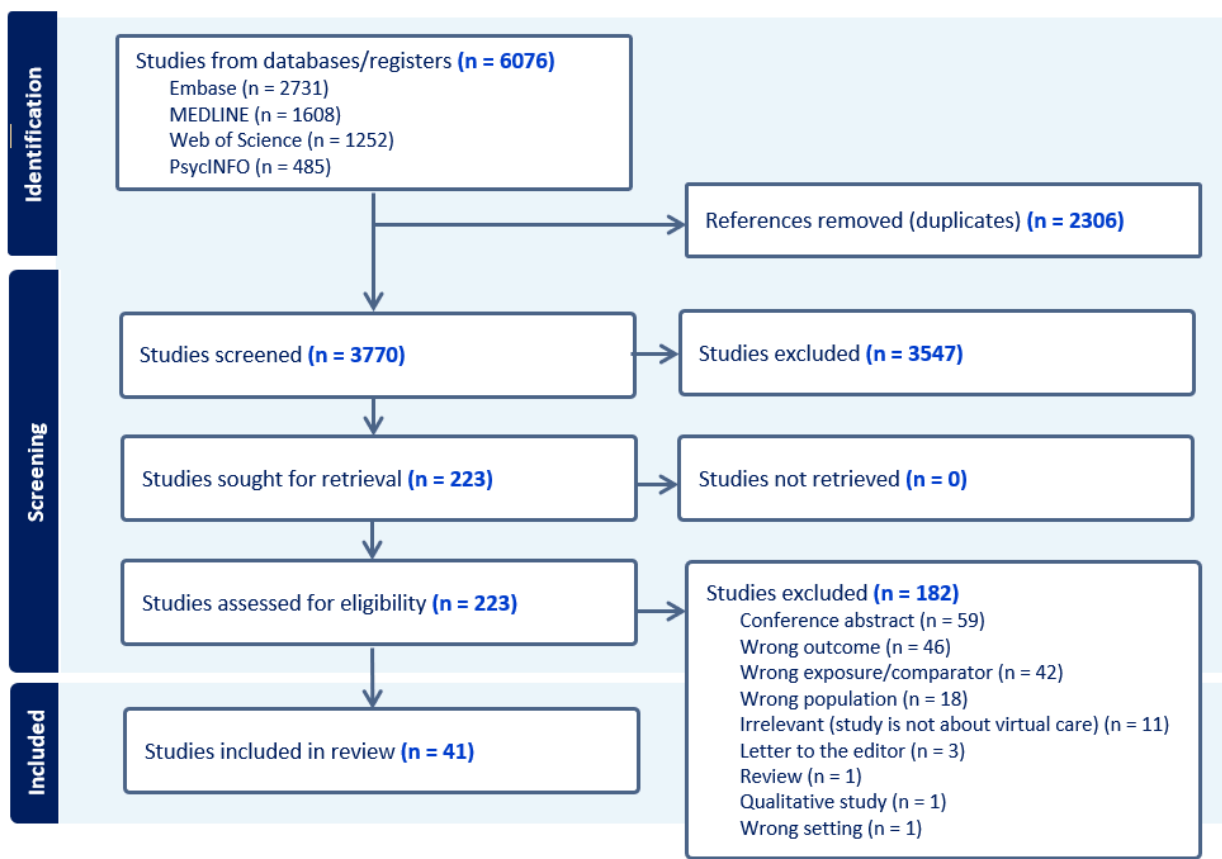 Identification
Studies from databases/registers (n = 6076)
Embase (n = 2731)
MEDLINE (n = 1608)
Web of Science (n = 1252)
PsycINFO (n = 485)
References removed (duplicates) (n = 2306)
Screening
Studies screened (n = 3770)
Studies excluded (n = 3547)
Studies sought for retrieval (n = 223)
Studies not retrieved (n = 0)
Studies assessed for eligibility (n = 223)
Studies excluded (n = 182)
Conference abstract (n = 59)
Wrong outcome (n = 46)
Wrong exposure/comparator (n = 42)
Wrong population (n = 18)
Irrelevant (study is not about virtual care) (n = 11)
Letter to the editor (n = 3)
Review (n = 1)
Qualitative study (n = 1)
Wrong setting (n = 1)
Included
Studies included in review (n = 41)